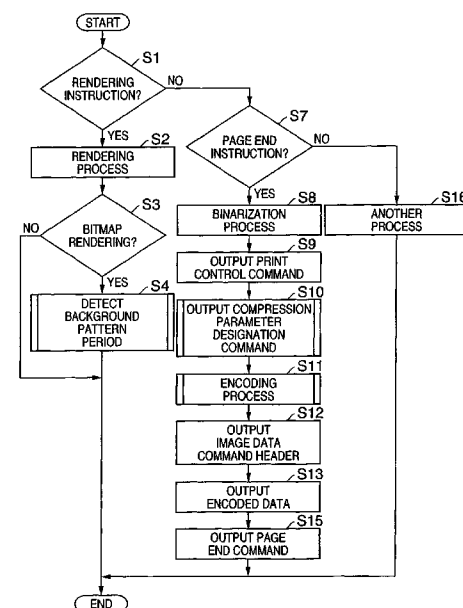 START
S1
RENDERING
INSTRUCTION?
NO
YES
S2
RENDERING
PROCESS
S3
NO
BITMAP
RENDERING?
YES
S4
DETECT
BACKGROUND
PATTERN
PERIOD
S7
PAGE END
INSTRUCTION?
NO
YES
S8
BINARIZATION
PROCESS
S9
OUTPUT PRINT
CONTROL COMMAND
S10
OUTPUT COMPRESSION
PARAMETER
DESIGNATION
COMMAND
S11
ENCODING
PROCESS
S12
OUTPUT
IMAGE DATA
COMMAND HEADER
S13
OUTPUT
ENCODED DATA
S15
OUTPUT PAGE
END COMMAND
S16
ANOTHER
PROCESS
END